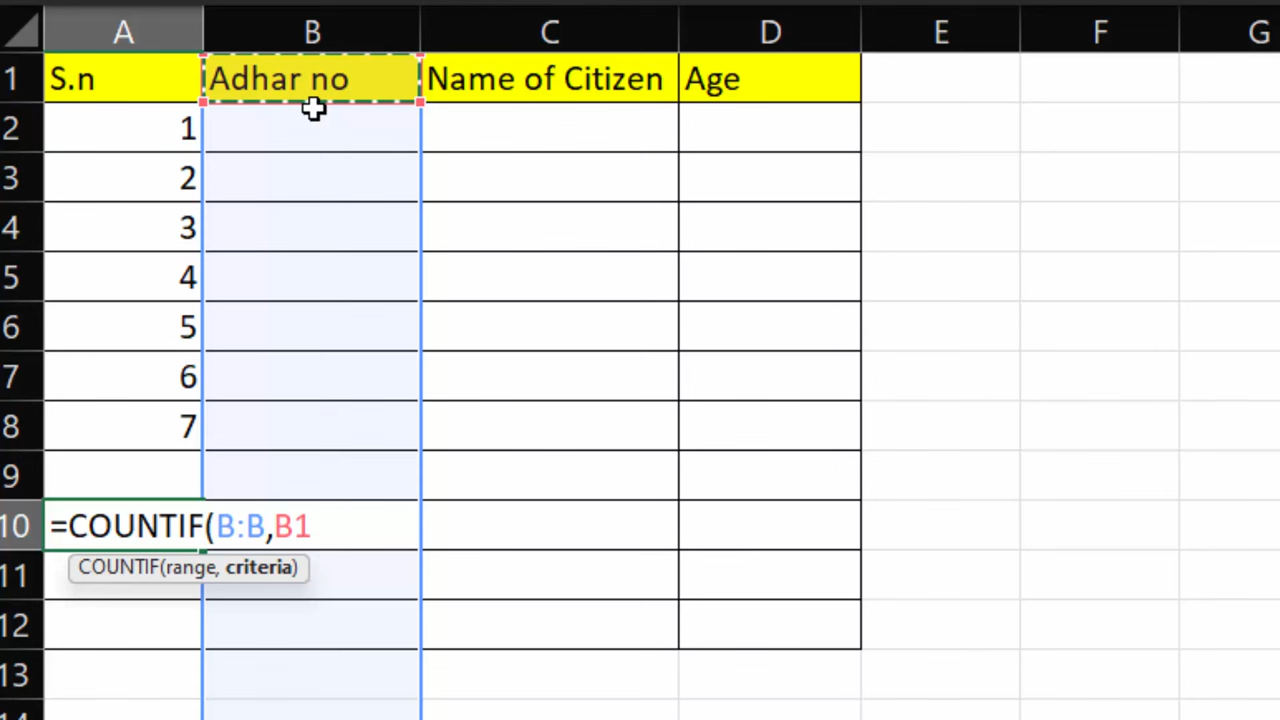 A B C D E F G
1 S.n Adhar no Name of Citizen Age
2 1
3 2
4 3
5 4
6 5
7 6
8 7
9
10 =COUNTIF(B:B,B1
11 COUNTIF(range, criteria)
12
13
14